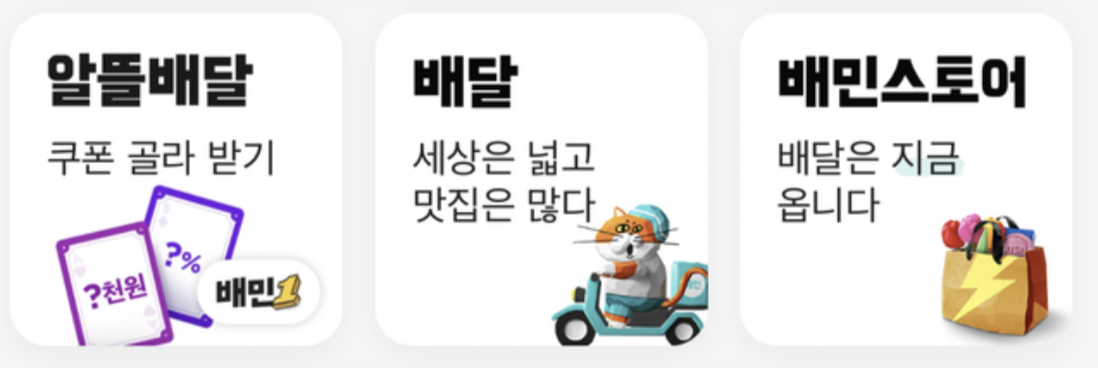 알뜰배달
쿠폰 골라 받기
?천원
?%
배민1
배달
세상은 넓고
맛집은 많다
배민스토어
배달은 지금
옵니다